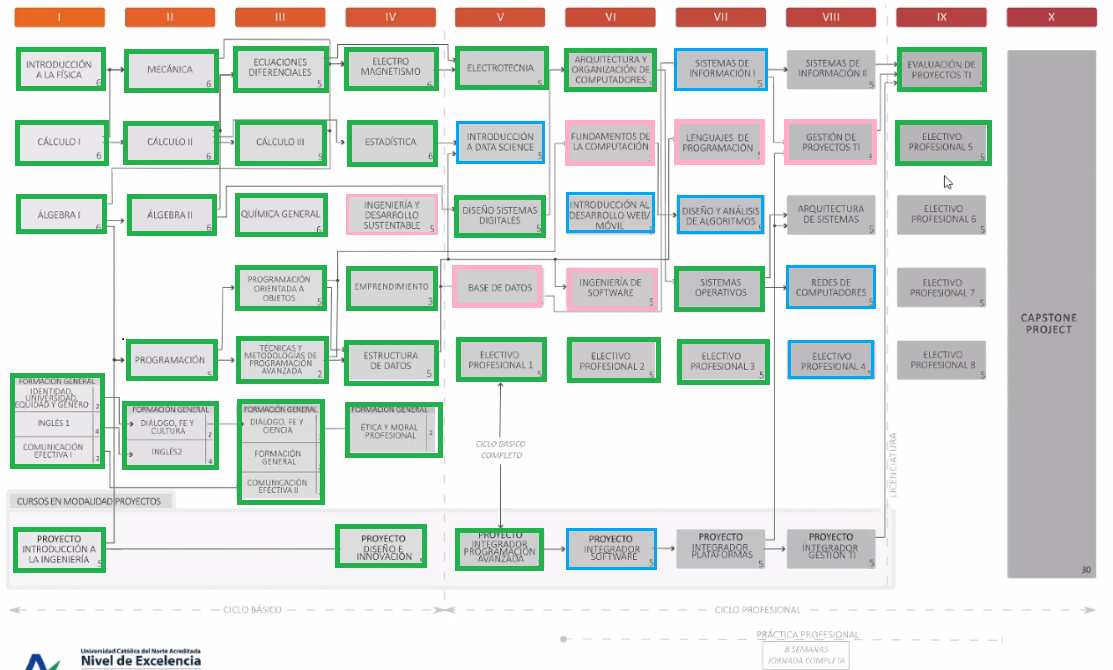 I
II
III
IV
V
VI
VII
VIII
IX
X
INTRODUCCIÓN
A LA FÍSICA
6
MECÁNICA
6
ECUACIONES
DIFERENCIALES
5
ELECTRO
MAGNETISMO
6
ELECTROTECNIA
5
ARQUITECTURA Y
ORGANIZACIÓN DE
COMPUTADORES
5
SISTEMAS DE
INFORMACIÓN I
5
SISTEMAS DE
INFORMACIÓN II
5
EVALUACIÓN DE
PROYECTOS TI
5
CÁLCULO I
6
CÁLCULO II
6
CÁLCULO III
5
ESTADÍSTICA
6
INTRODUCCIÓN
A DATA SCIENCE
5
FUNDAMENTOS DE
LA COMPUTACIÓN
LENGUAJES DE
PROGRAMACIÓN
5
GESTIÓN DE
PROYECTOS TI
5
ELECTIVO
PROFESIONAL 5
5
ÁLGEBRA I
6
ÁLGEBRA II
6
QUÍMICA GENERAL
6
INGENIERÍA Y
DESARROLLO
SUSTENTABLE
5
DISEÑO SISTEMAS
DIGITALES
5
INTRODUCCIÓN AL
DESARROLLO WEB/
MÓVIL
5
DISEÑO Y ANÁLISIS
DE ALGORITMOS
5
ARQUITECTURA
DE SISTEMAS
5
ELECTIVO
PROFESIONAL 6
5
PROGRAMACIÓN
ORIENTADA A
OBJETOS
5
EMPRENDIMIENTO
3
BASE DE DATOS
INGENIERÍA DE
SOFTWARE
5
SISTEMAS
OPERATIVOS
5
REDES DE
COMPUTADORES
5
ELECTIVO
PROFESIONAL 7
5
CAPSTONE
PROJECT
30
PROGRAMACIÓN
5
TÉCNICAS Y
METODOLOGÍAS DE
PROGRAMACIÓN
AVANZADA
2
ESTRUCTURA
DE DATOS
5
ELECTIVO
PROFESIONAL 1
5
ELECTIVO
PROFESIONAL 2
5
ELECTIVO
PROFESIONAL 3
5
ELECTIVO
PROFESIONAL 4
5
ELECTIVO
PROFESIONAL 8
5
FORMACIÓN GENERAL
IDENTIDAD,
UNIVERSIDAD,
EQUIDAD Y GÉNERO
2
INGLÉS 1
4
COMUNICACIÓN
EFECTIVA I
FORMACIÓN GENERAL
DIÁLOGO, FE Y
CULTURA
2
INGLÉS2
4
FORMACIÓN GENERAL
DIÁLOGO, FE Y
CIENCIA
FORMACIÓN
GENERAL
COMUNICACIÓN
EFECTIVA II
FORMACIÓN GENERAL
ÉTICA Y MORAL
PROFESIONAL
2
CICLO BÁSICO
COMPLETO
LICENCIATURA
CURSOS EN MODALIDAD PROYECTOS
PROYECTO
INTRODUCCIÓN A
LA INGENIERÍA
5
PROYECTO
DISEÑO E
INNOVACIÓN
PROYECTO
INTEGRADOR
PROGRAMACIÓN
AVANZADA
5
PROYECTO
INTEGRADOR
SOFTWARE
5
PROYECTO
INTEGRADOR
PLATAFORMAS
5
PROYECTO
INTEGRADOR
GESTIÓN TI
5
CICLO BÁSICO
CICLO PROFESIONAL
PRÁCTICA PROFESIONAL
8 SEMANAS
JORNADA COMPLETA
Universidad Católica del Norte Acreditada
Nivel de Excelencia